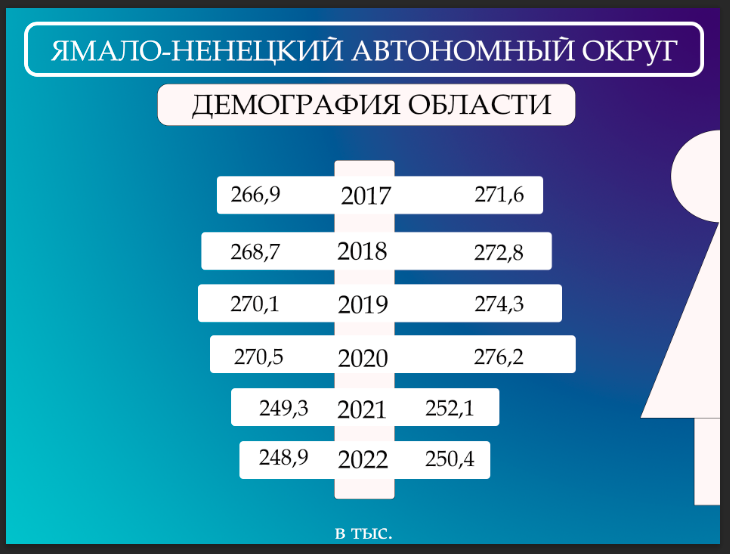 ЯМАЛО-НЕНЕЦКИЙ АВТОНОМНЫЙ ОКРУГ
ДЕМОГРАФИЯ ОБЛАСТИ
266,9 2017 271,6
268,7 2018 272,8
270,1 2019 274,3
270,5 2020 276,2
249,3 2021 252,1
248,9 2022 250,4
в тыс.